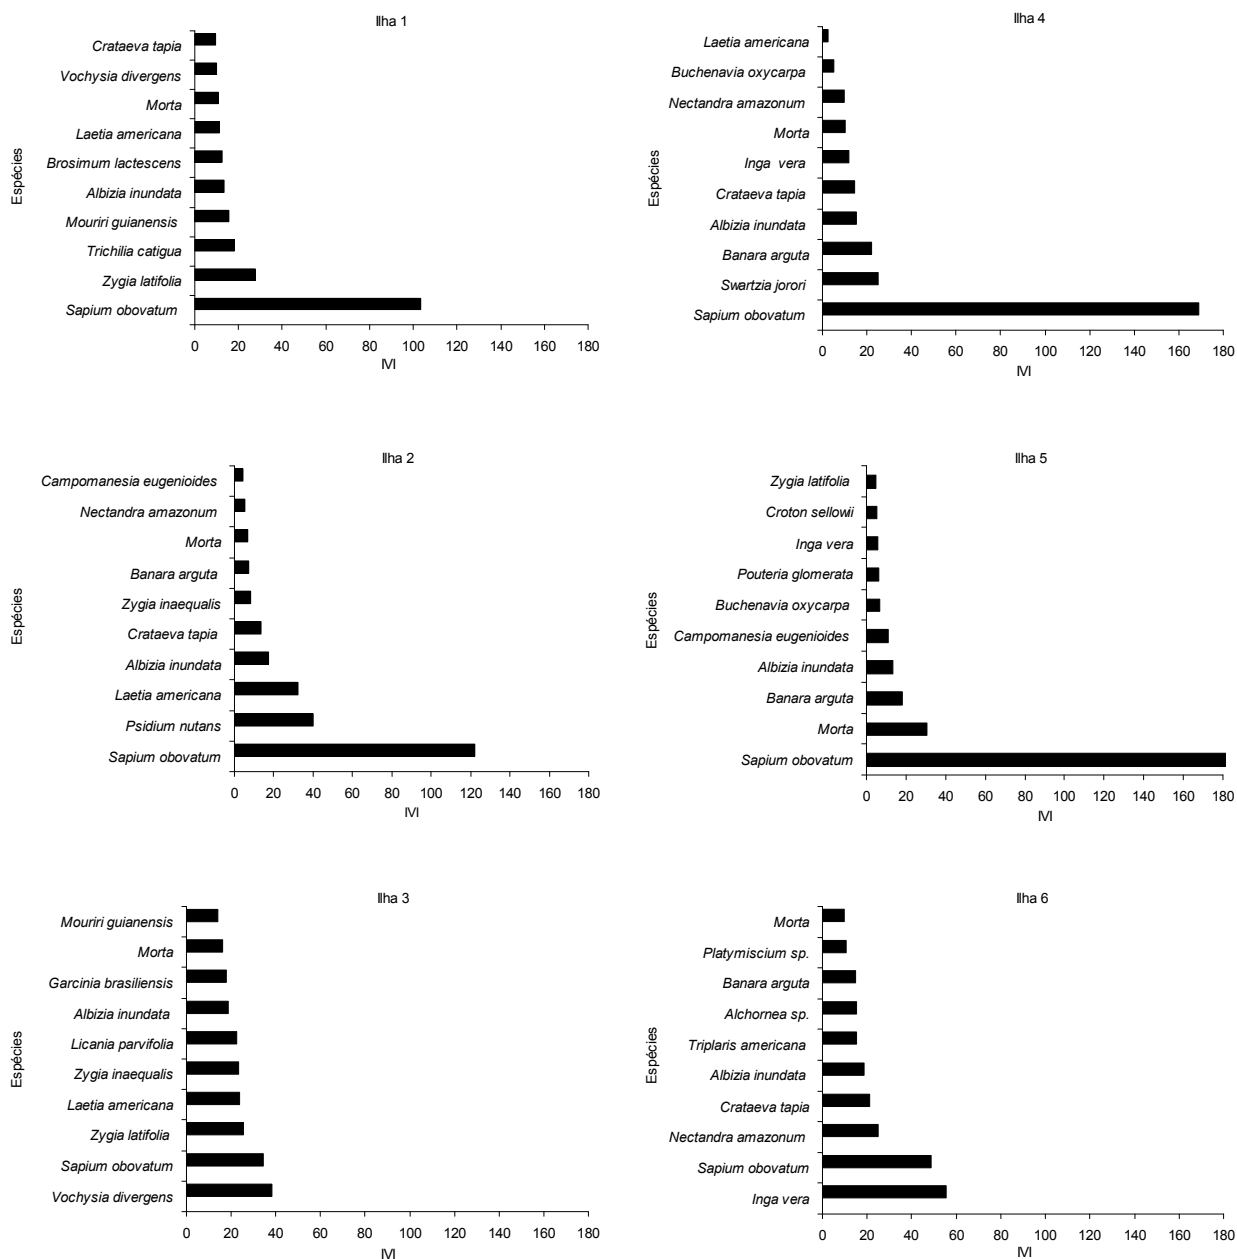 Ilha 1
Espécies
Crataeva tapia
Vochysia divergens
Morta
Laetia americana
Brosimum lactescens
Albizia inundata
Mouriri guianensis
Trichilia catigua
Zygia latifolia
Sapium obovatum
0 20 40 60 80 100 120 140 160 180
IVI
Ilha 4
Espécies
Laetia americana
Buchenavia oxycarpa
Nectandra amazonum
Morta
Inga vera
Crataeva tapia
Albizia inundata
Banara arguta
Swartzia jorori
Sapium obovatum
0 20 40 60 80 100 120 140 160 180
IVI
Ilha 2
Espécies
Campomanesia eugenioides
Nectandra amazonum
Morta
Banara arguta
Zygia inaequalis
Crataeva tapia
Albizia inundata
Laetia americana
Psidium nutans
Sapium obovatum
0 20 40 60 80 100 120 140 160 180
IVI
Ilha 5
Espécies
Zygia latifolia
Croton sellowii
Inga vera
Pouteria glomerata
Buchenavia oxycarpa
Campomanesia eugenioides
Albizia inundata
Banara arguta
Morta
Sapium obovatum
0 20 40 60 80 100 120 140 160 180
IVI
Ilha 3
Espécies
Mouriri guianensis
Morta
Garcinia brasiliensis
Albizia inundata
Licania parvifolia
Zygia inaequalis
Laetia americana
Zygia latifolia
Sapium obovatum
Vochysia divergens
0 20 40 60 80 100 120 140 160 180
IVI
Ilha 6
Espécies
Morta
Platymiscium sp.
Banara arguta
Alchornea sp.
Triplaris americana
Albizia inundata
Crataeva tapia
Nectandra amazonum
Sapium obovatum
Inga vera
0 20 40 60 80 100 120 140 160 180
IVI